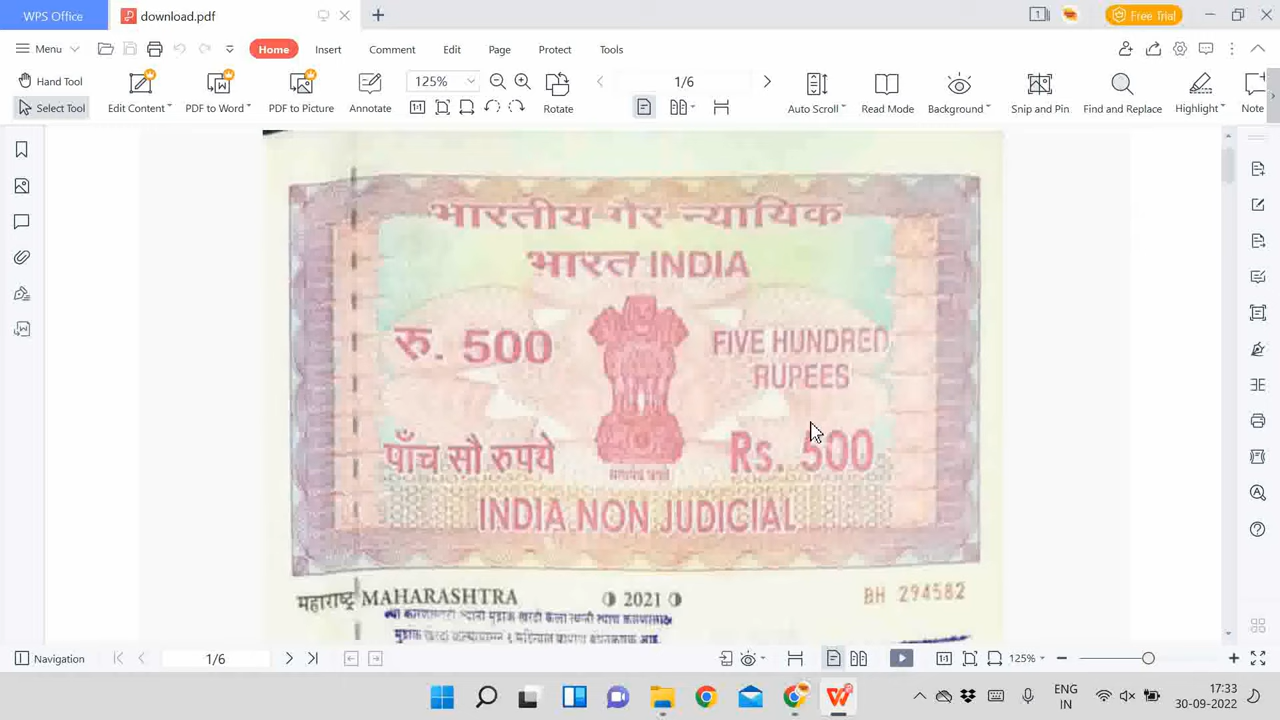 WPS Office download.pdf Free Trial
Menu Home Insert Comment Edit Page Protect Tools
Hand Tool 125% 1/6
Select Tool Edit Content PDF to Word PDF to Picture Annotate Rotate Auto Scroll Read Mode Background Snip and Pin Find and Replace Highlight Note
भारतीय गैर न्यायिक
भारत INDIA
रु. 500
FIVE HUNDRED
RUPEES
पाँच सौ रुपये
Rs. 500
सत्यमेव जयते
INDIA NON JUDICIAL
महाराष्ट्र MAHARASHTRA 2021 BH 294582
Navigation 1/6 125%
ENG
IN
17:33
30-09-2022